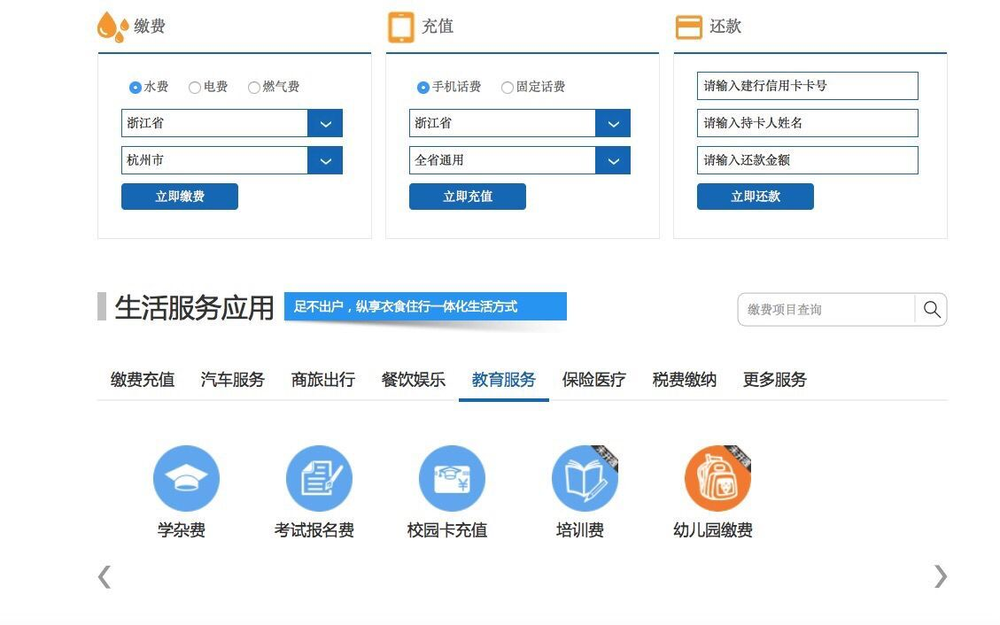 缴费
充值
还款
水费 电费 燃气费
手机话费 固定话费
请输入建行信用卡卡号
浙江省
浙江省
请输入持卡人姓名
杭州市
全省通用
请输入还款金额
立即缴费
立即充值
立即还款
生活服务应用
足不出户，纵享衣食住行一体化生活方式
缴费项目查询
缴费充值 汽车服务 商旅出行 餐饮娱乐 教育服务 保险医疗 税费缴纳 更多服务
未开通
未开通
学杂费 考试报名费 校园卡充值 培训费 幼儿园缴费